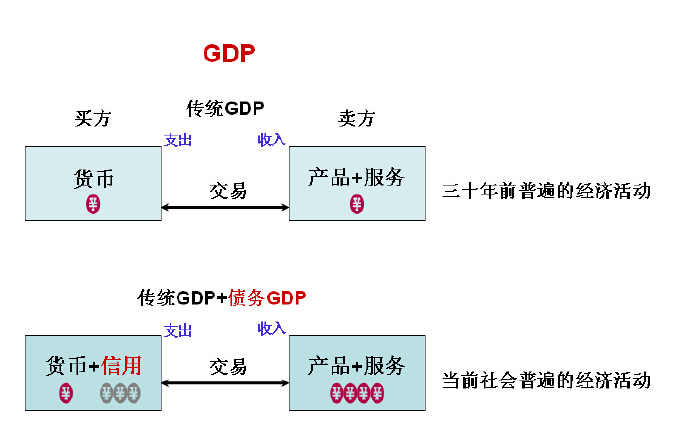 GDP
传统GDP
买方
卖方
支出
收入
货币
¥
交易
产品+服务
¥
三十年前普遍的经济活动
传统GDP+债务GDP
支出
收入
货币+信用
¥ ¥¥¥
交易
产品+服务
¥¥¥¥
当前社会普遍的经济活动